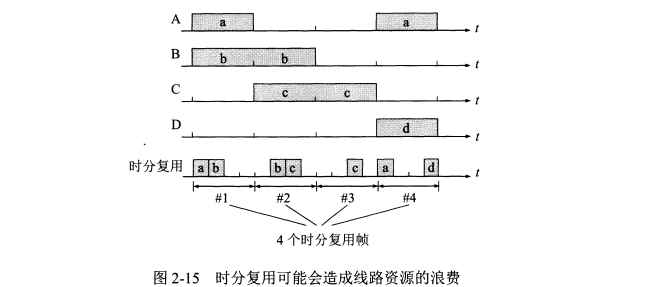 A a a t
B b b t
C c c t
D d t
时分复用 a b b c c a d t
#1 #2 #3 #4
4 个时分复用帧
图 2-15 时分复用可能会造成线路资源的浪费